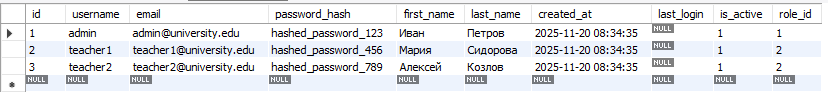 id username email password_hash first_name last_name created_at last_login is_active role_id
1 admin admin@university.edu hashed_password_123 Иван Петров 2025-11-20 08:34:35 NULL 1 1
2 teacher1 teacher1@university.edu hashed_password_456 Мария Сидорова 2025-11-20 08:34:35 NULL 1 2
3 teacher2 teacher2@university.edu hashed_password_789 Алексей Козлов 2025-11-20 08:34:35 NULL 1 2
NULL NULL NULL NULL NULL NULL NULL NULL NULL NULL